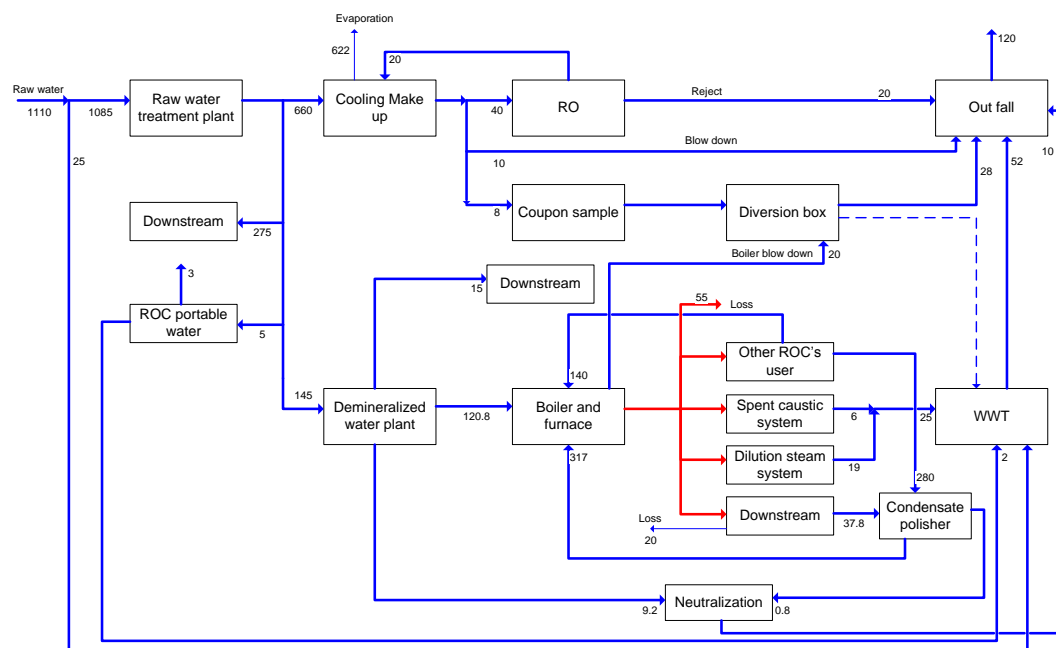 Evaporation
622
20
120
Raw water
1110
1085
Raw water
treatment plant
660
Cooling Make
up
40
RO
Reject
20
Out fall
25
Blow down
10
10
52
28
Downstream
275
8
Coupon sample
Diversion box
Boiler blow down
20
3
15
Downstream
55
Loss
ROC portable
water
5
Other ROC's
user
140
145
Demineralized
water plant
120.8
Boiler and
furnace
Spent caustic
system
6
25
WWT
317
2
Dilution steam
system
19
280
Downstream
37.8
Condensate
polisher
Loss
20
9.2
Neutralization
0.8